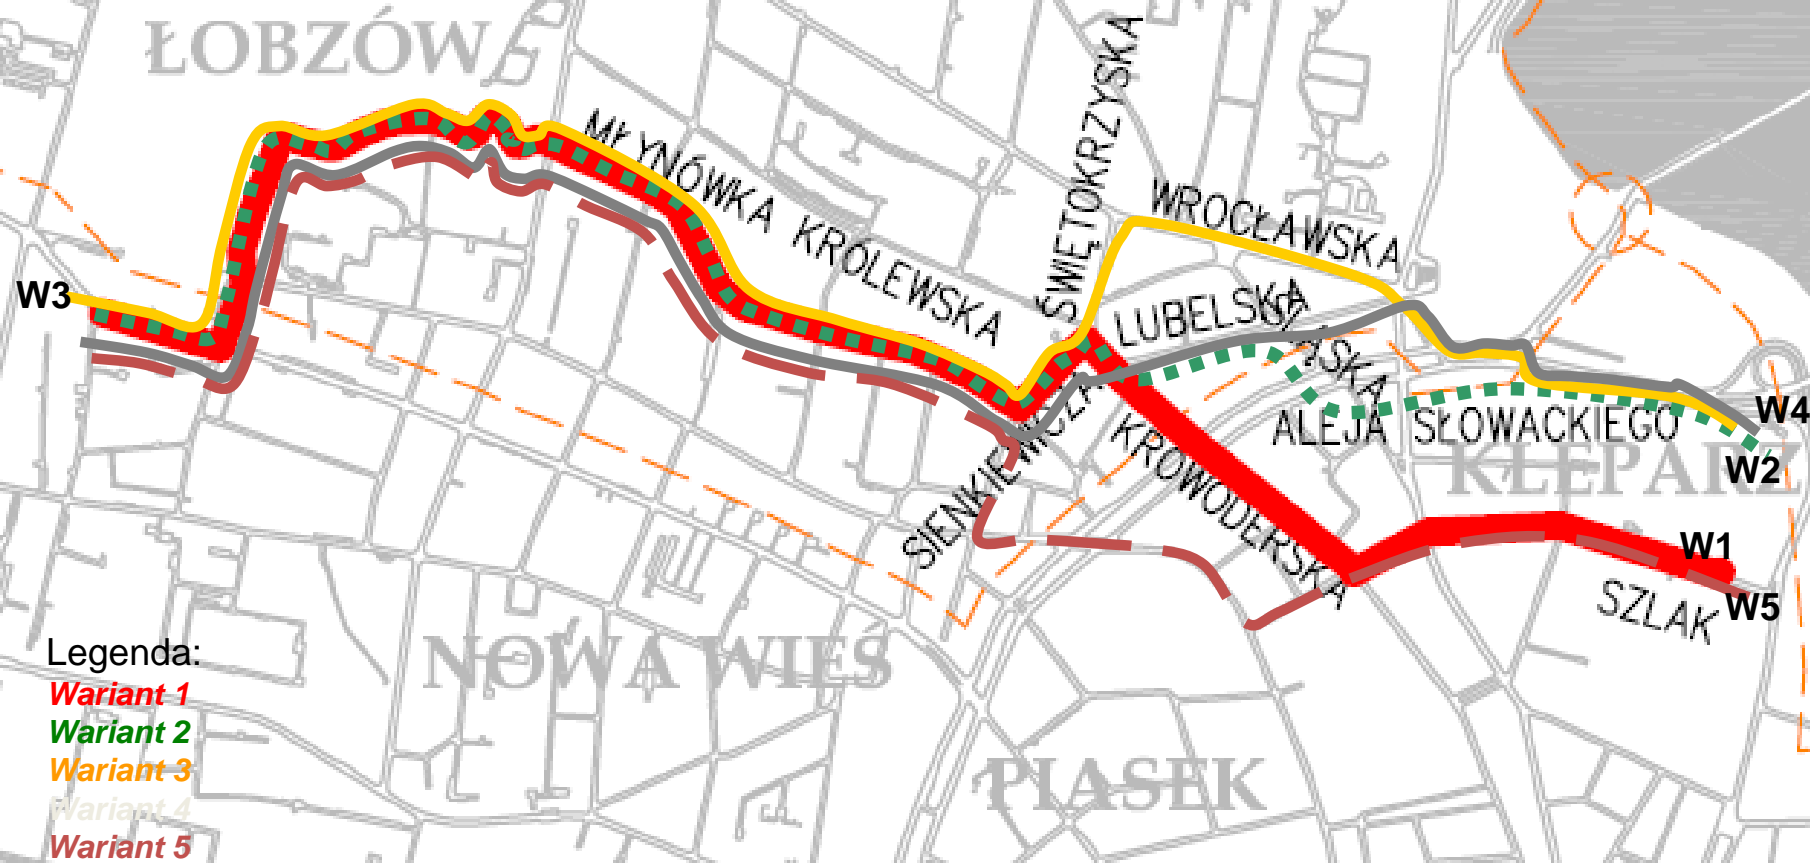 ŁOBZÓW
MŁYNÓWKA KRÓLEWSKA
ŚWIĘTOKRZYSKA
WROCŁAWSKA
LUBELSKA
ŚLĄSKA
W3
W4
ALEJA SŁOWACKIEGO
KLEPARZ
W2
SIENKIEWICZA
KROWODERSKA
W1
SZLAK
W5
NOWA WIEŚ
PIASEK
Legenda:
Wariant 1
Wariant 2
Wariant 3
Wariant 4
Wariant 5